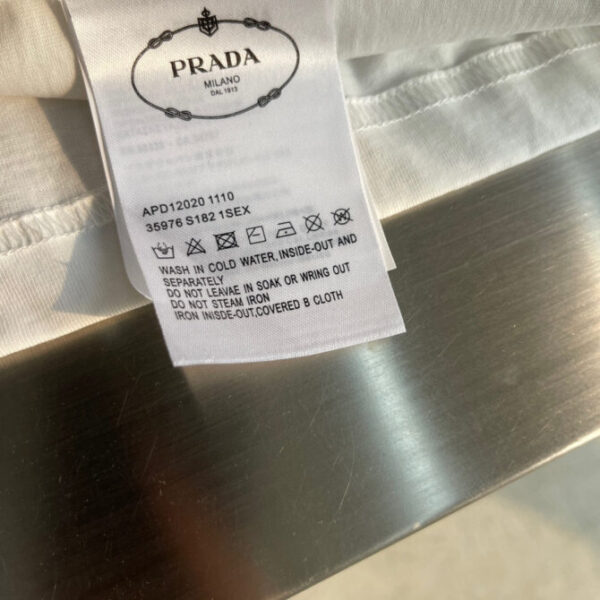 PRADA
MILANO
DAL 1913
APD12020 1110
35976 S182 1SEX
WASH IN COLD WATER, INSIDE-OUT AND
SEPARATELY
DO NOT LEAVAE IN SOAK OR WRING OUT
DO NOT STEAM IRON
IRON INISDE-OUT,COVERED B CLOTH